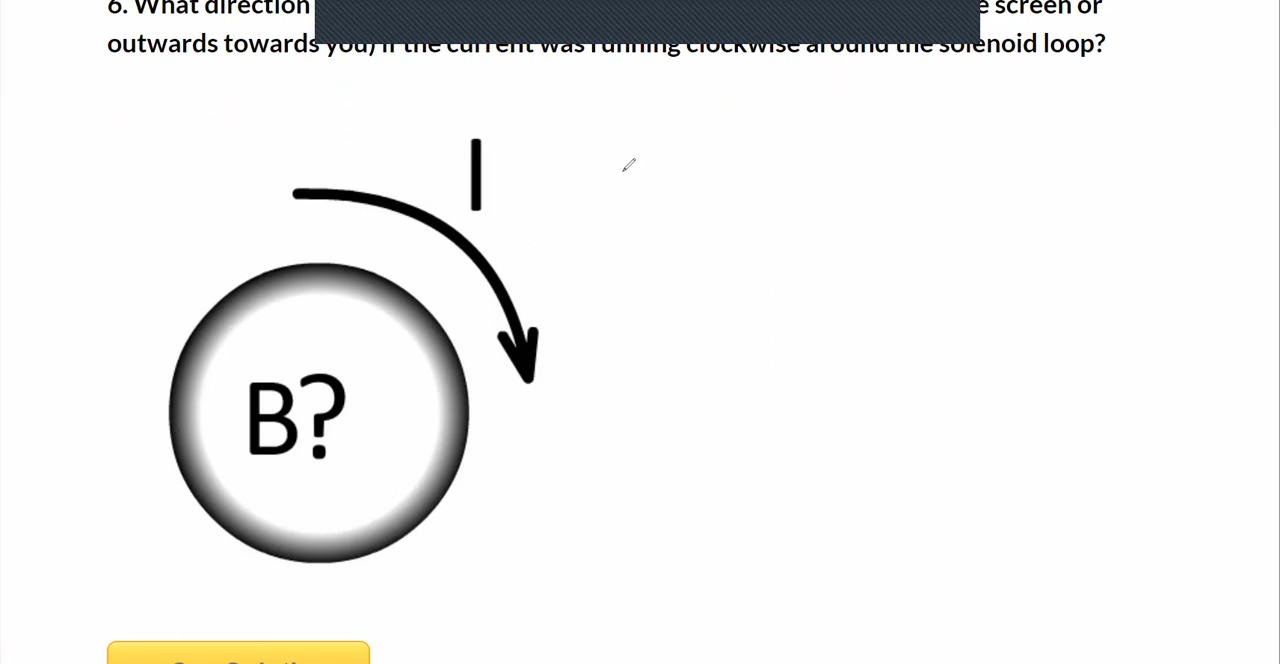 6. What direction e screen or
outwards towards you) if the current was running clockwise around the solenoid loop?
I
B?